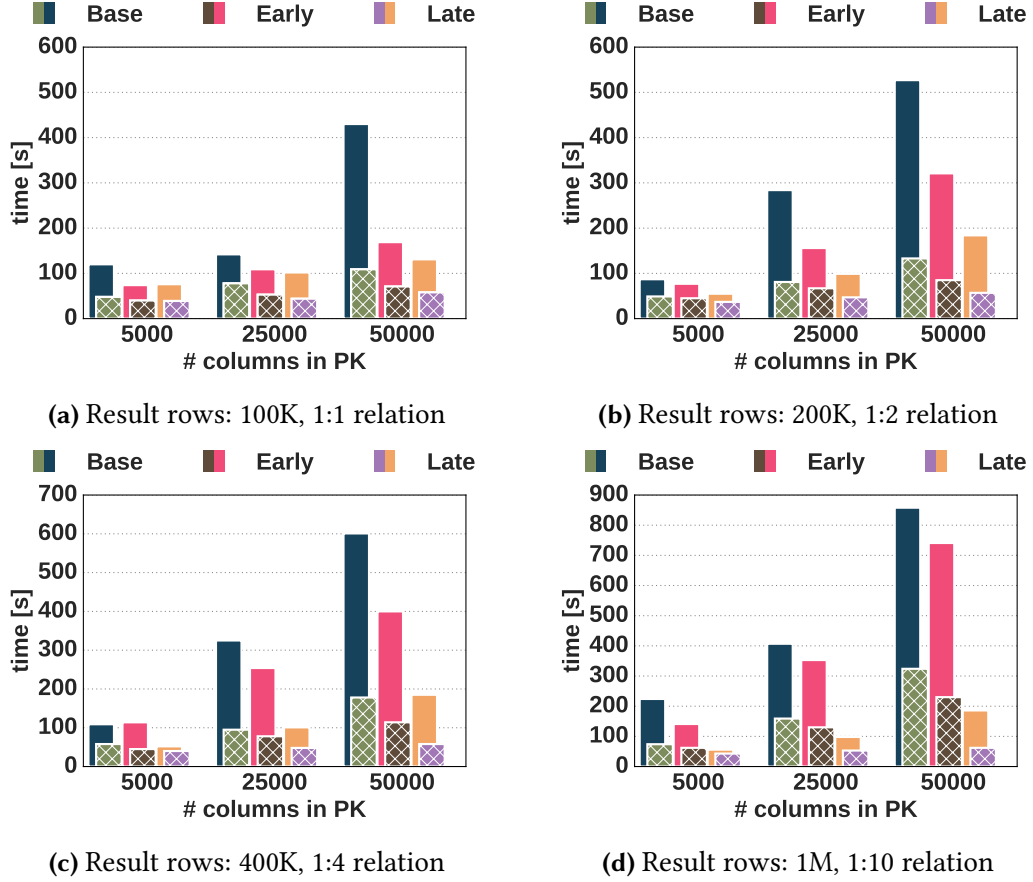 Base Early Late Base Early Late
600
500
400
300
200
100
0
time [s]
5000 25000 50000
# columns in PK
600
500
400
300
200
100
0
time [s]
5000 25000 50000
# columns in PK
(a) Result rows: 100K, 1:1 relation
(b) Result rows: 200K, 1:2 relation
Base Early Late Base Early Late
700
600
500
400
300
200
100
0
time [s]
5000 25000 50000
# columns in PK
900
800
700
600
500
400
300
200
100
0
time [s]
5000 25000 50000
# columns in PK
(c) Result rows: 400K, 1:4 relation
(d) Result rows: 1M, 1:10 relation